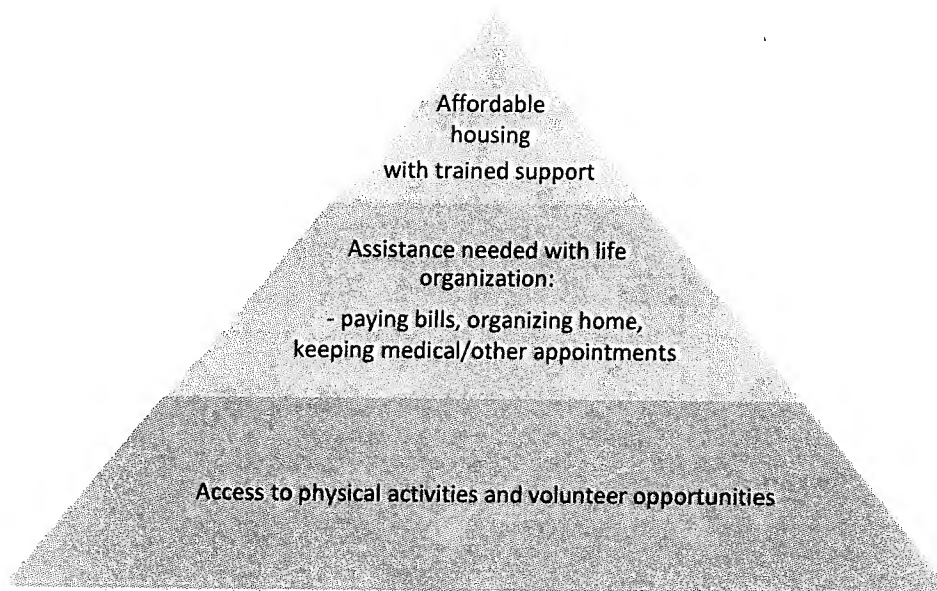 Affordable
housing
with trained support
Assistance needed with life
organization:
- paying bills, organizing home,
keeping medical/other appointments
Access to physical activities and volunteer opportunities